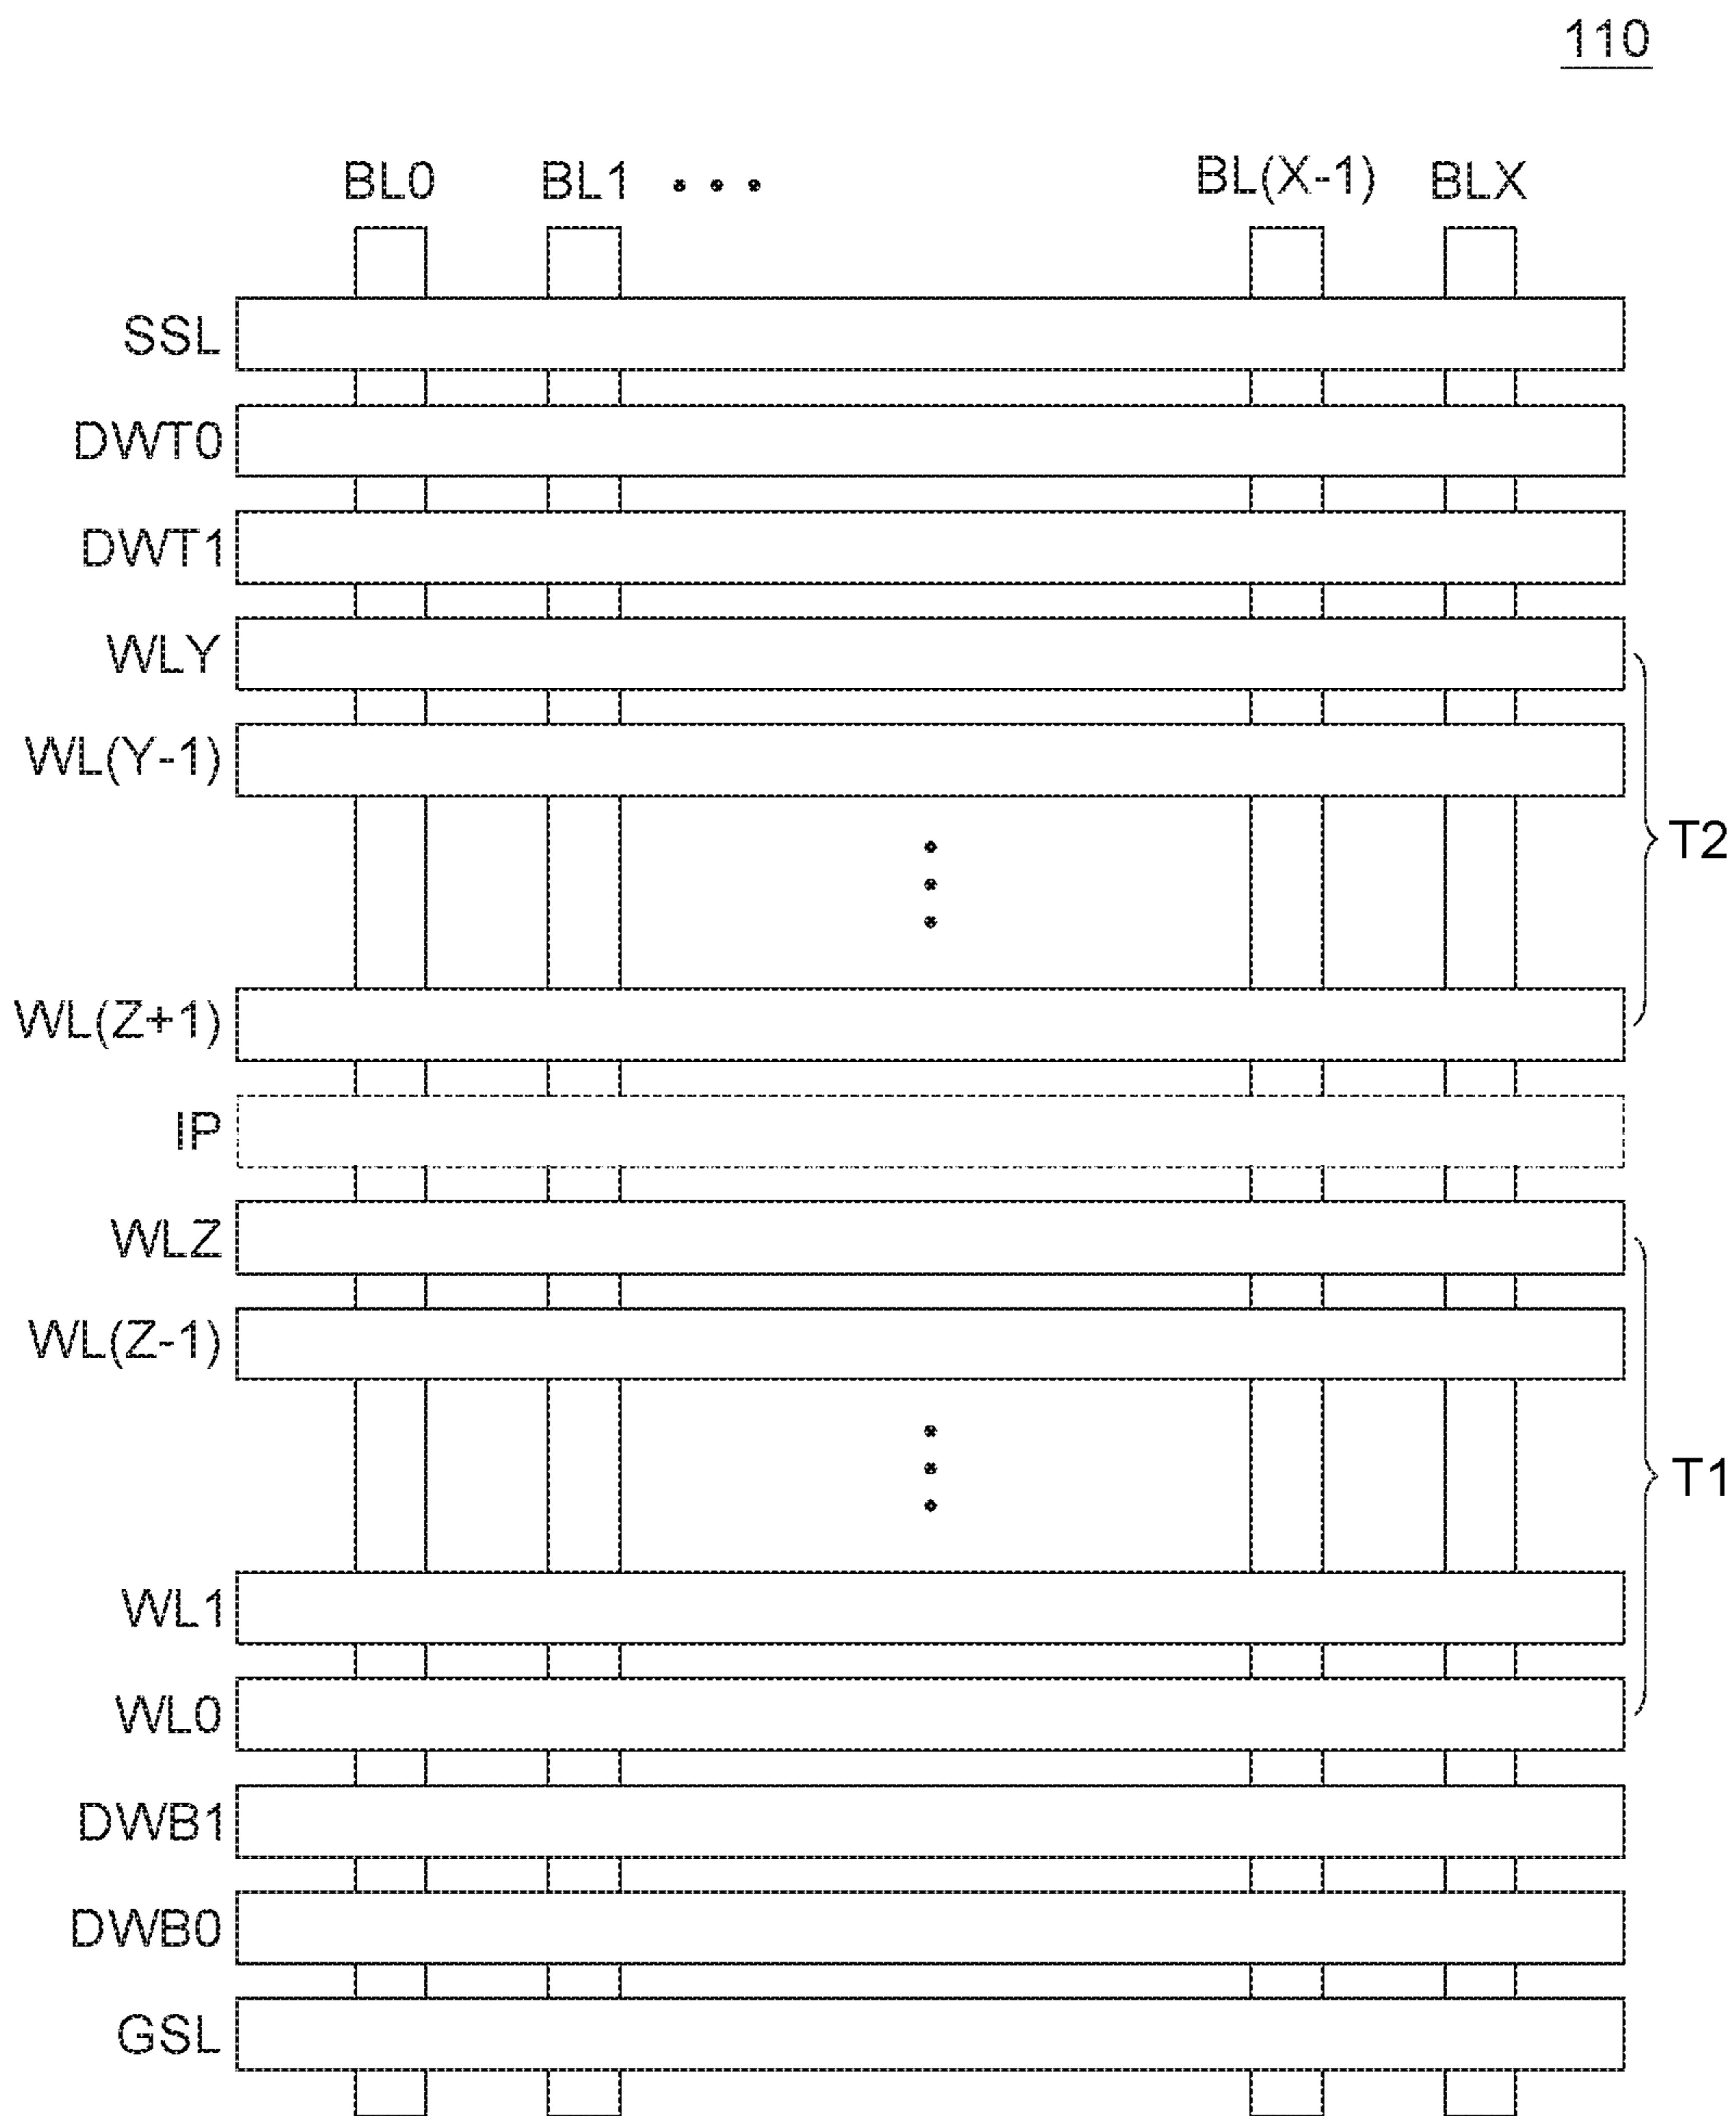 110
BL0 BL1 • • • BL(X-1) BLX
SSL
DWT0
DWT1
WLY
WL(Y-1)
T2
WL(Z+1)
IP
WLZ
WL(Z-1)
T1
WL1
WL0
DWB1
DWB0
GSL